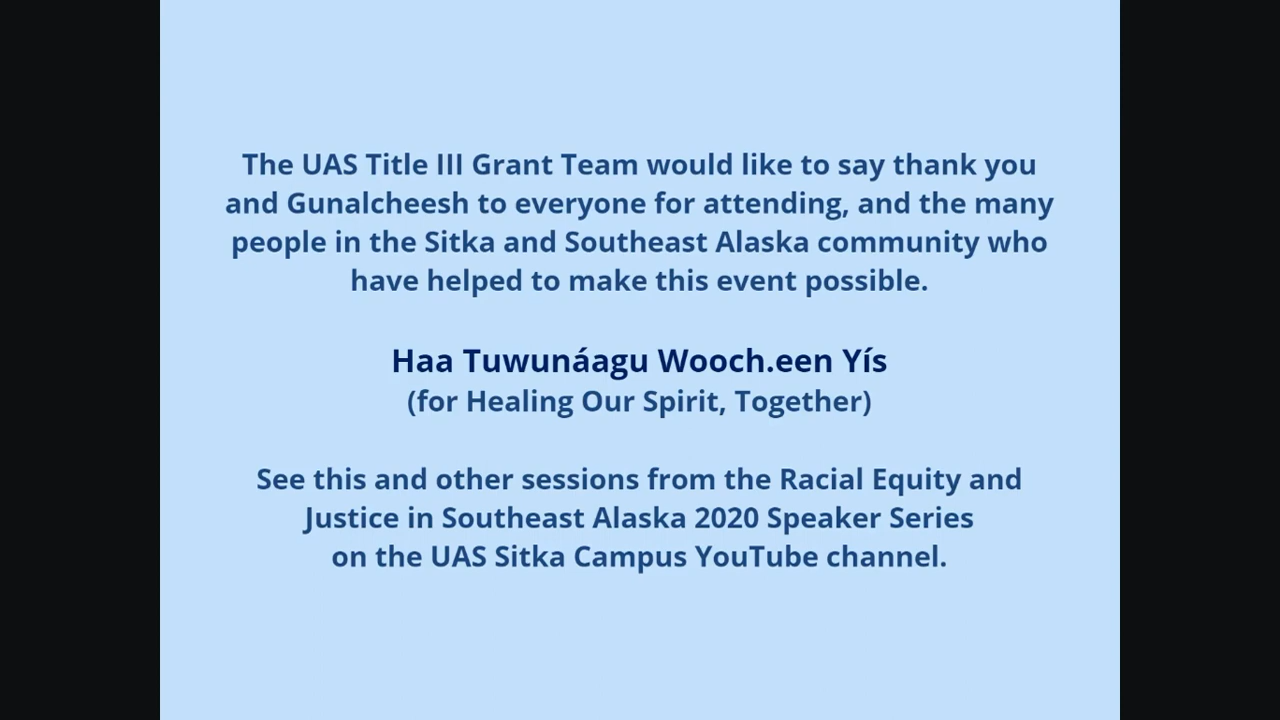 The UAS Title III Grant Team would like to say thank you
and Gunalcheesh to everyone for attending, and the many
people in the Sitka and Southeast Alaska community who
have helped to make this event possible.
Haa Tuwunáagu Wooch.een Yís
(for Healing Our Spirit, Together)
See this and other sessions from the Racial Equity and
Justice in Southeast Alaska 2020 Speaker Series
on the UAS Sitka Campus YouTube channel.